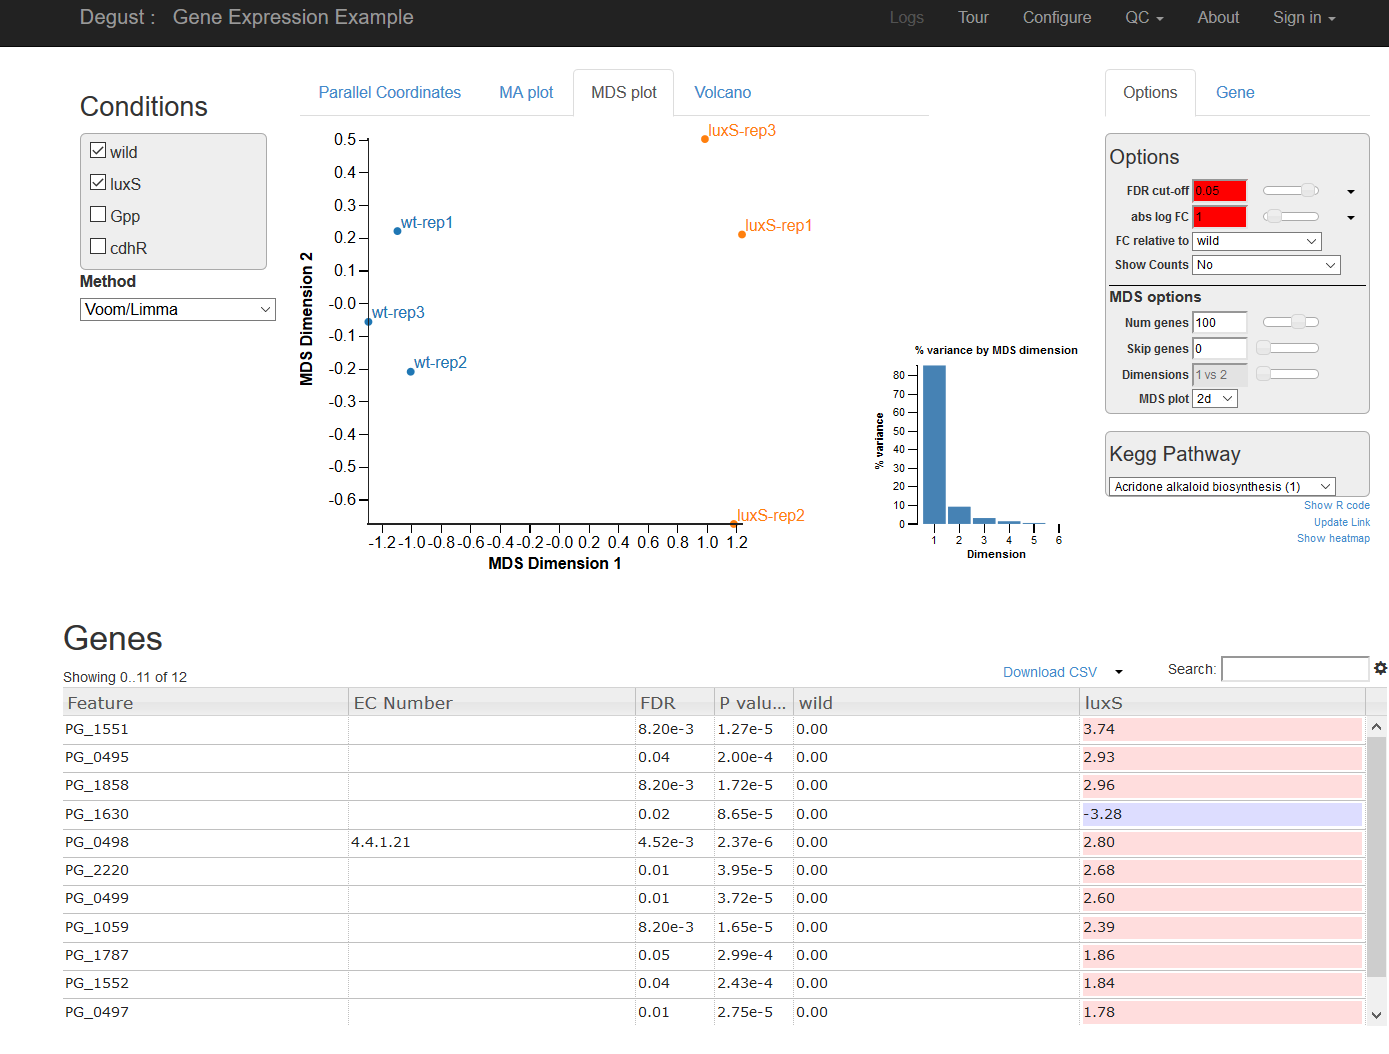 Degust : Gene Expression Example
Logs Tour Configure QC About Sign in
Conditions
wild
luxS
Gpp
cdhR
Method
Voom/Limma
Parallel Coordinates MA plot MDS plot Volcano
MDS Dimension 2
0.5
0.4
0.3
0.2
0.1
-0.0
-0.1
-0.2
-0.3
-0.4
-0.5
-0.6
luxS-rep3
wt-rep1
luxS-rep1
wt-rep3
wt-rep2
luxS-rep2
-1.2 -1.0 -0.8 -0.6 -0.4 -0.2 -0.0 0.2 0.4 0.6 0.8 1.0 1.2
MDS Dimension 1
% variance by MDS dimension
% variance
80
70
60
50
40
30
20
10
0
1 2 3 4 5 6
Dimension
Options Gene
Options
FDR cut-off 0.05
abs log FC 1
FC relative to wild
Show Counts No
MDS options
Num genes 100
Skip genes 0
Dimensions 1 vs 2
MDS plot 2d
Kegg Pathway
Acridone alkaloid biosynthesis (1)
Show R code
Update Link
Show heatmap
Genes
Showing 0..11 of 12
Download CSV Search:
Feature EC Number FDR P valu... wild luxS
PG_1551 8.20e-3 1.27e-5 0.00 3.74
PG_0495 0.04 2.00e-4 0.00 2.93
PG_1858 8.20e-3 1.72e-5 0.00 2.96
PG_1630 0.02 8.65e-5 0.00 -3.28
PG_0498 4.4.1.21 4.52e-3 2.37e-6 0.00 2.80
PG_2220 0.01 3.95e-5 0.00 2.68
PG_0499 0.01 3.72e-5 0.00 2.60
PG_1059 8.20e-3 1.65e-5 0.00 2.39
PG_1787 0.05 2.99e-4 0.00 1.86
PG_1552 0.04 2.43e-4 0.00 1.84
PG_0497 0.01 2.75e-5 0.00 1.78